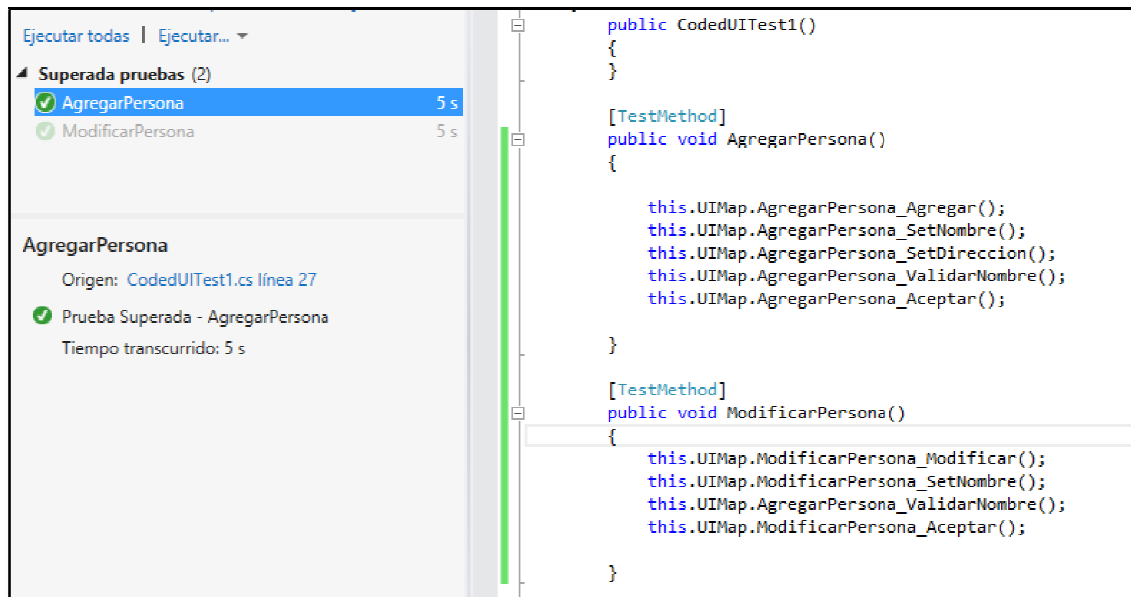 Ejecutar todas | Ejecutar...
Superada pruebas (2)
AgregarPersona 5 s
ModificarPersona 5 s
AgregarPersona
Origen: CodedUITest1.cs línea 27
Prueba Superada - AgregarPersona
Tiempo transcurrido: 5 s
public CodedUITest1()
{
}
[TestMethod]
public void AgregarPersona()
{
this.UIMap.AgregarPersona_Agregar();
this.UIMap.AgregarPersona_SetNombre();
this.UIMap.AgregarPersona_SetDireccion();
this.UIMap.AgregarPersona_ValidarNombre();
this.UIMap.AgregarPersona_Aceptar();
}
[TestMethod]
public void ModificarPersona()
{
this.UIMap.ModificarPersona_Modificar();
this.UIMap.ModificarPersona_SetNombre();
this.UIMap.AgregarPersona_ValidarNombre();
this.UIMap.ModificarPersona_Aceptar();
}